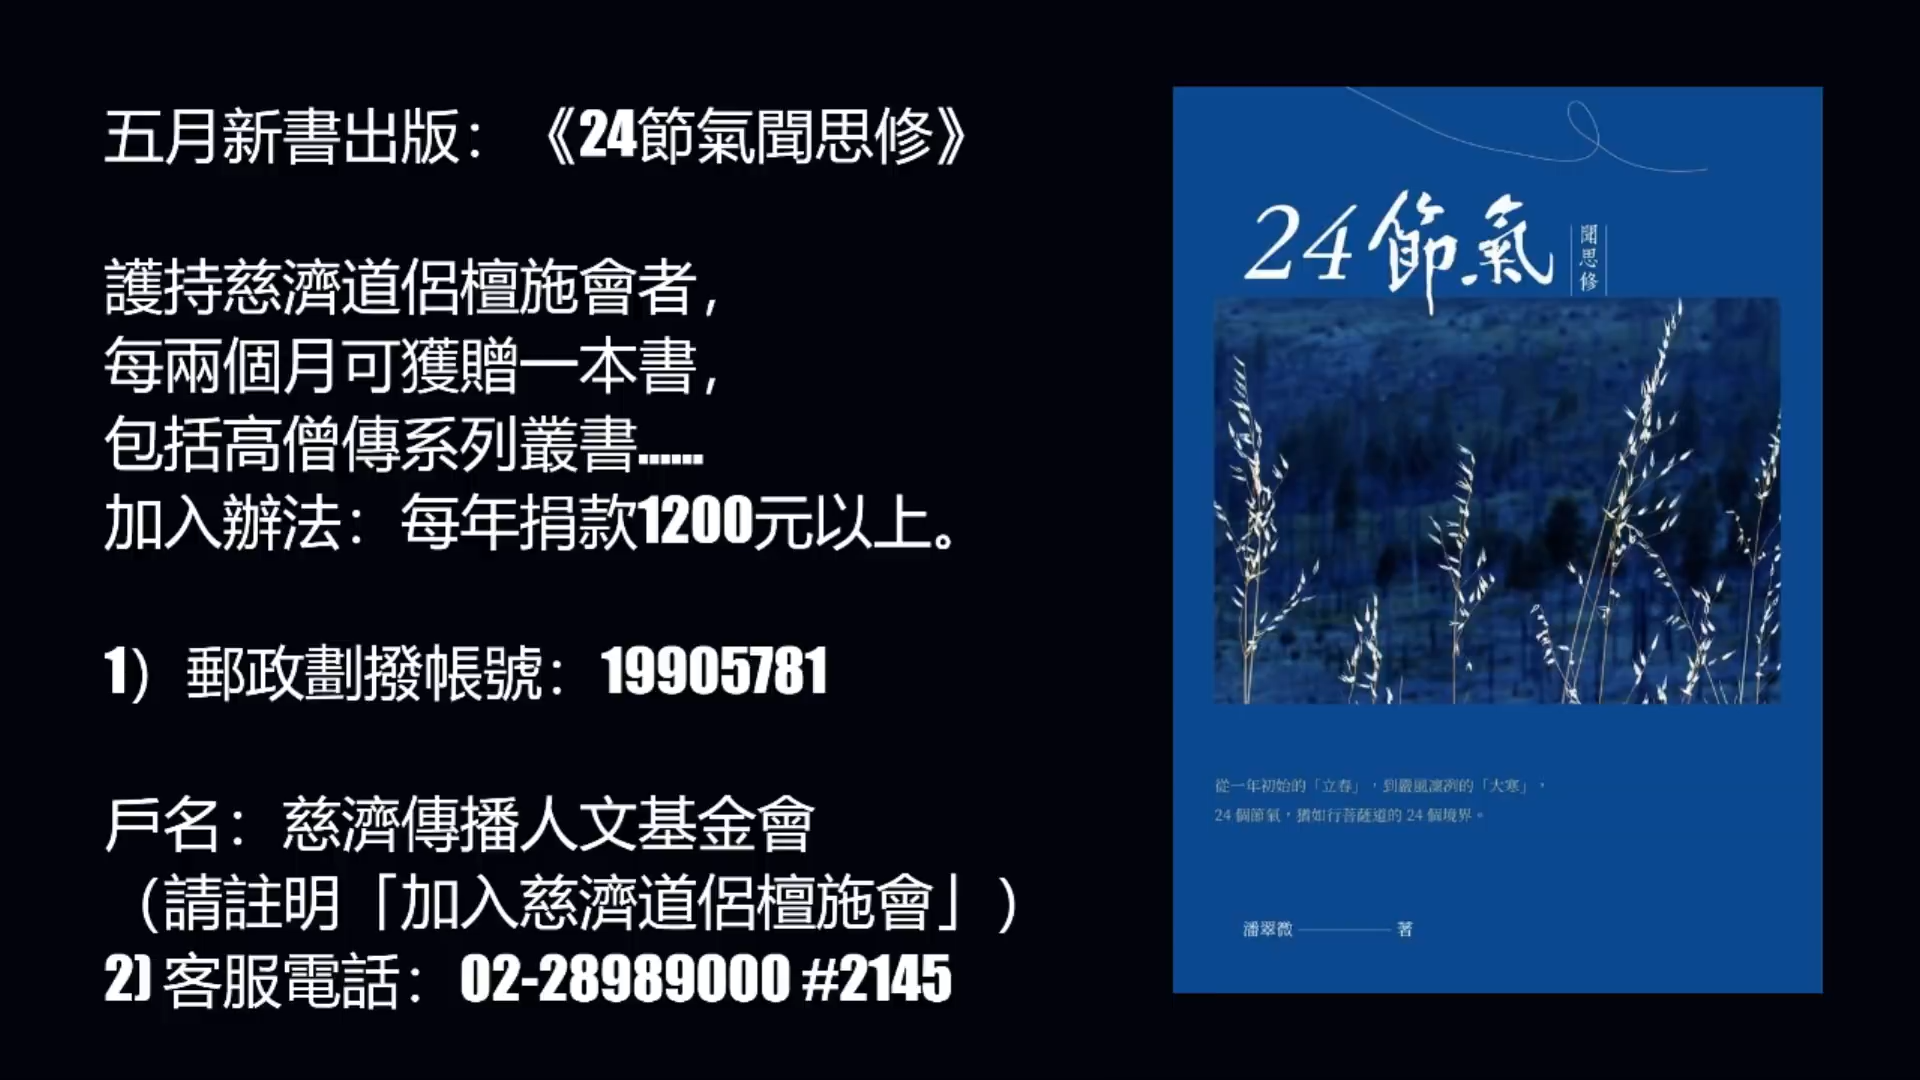 五月新書出版：《24節氣聞思修》
護持慈濟道侶檀施會者，
每兩個月可獲贈一本書，
包括高僧傳系列叢書......
加入辦法：每年捐款1200元以上。
1）郵政劃撥帳號：19905781
戶名：慈濟傳播人文基金會
（請註明「加入慈濟道侶檀施會」）
2) 客服電話：02-28989000 #2145
24節氣
聞思修
從一年初始的「立春」，到嚴風凛冽的「大寒」，
24 個節氣，猶如行菩薩道的 24 個境界。
潘翠微 著